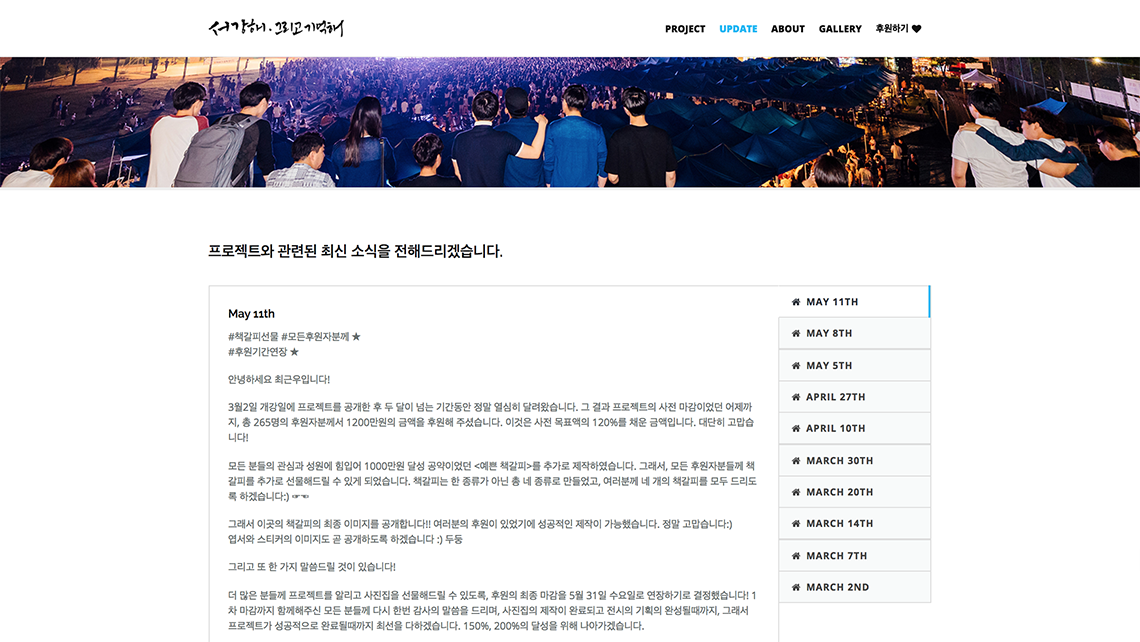 서강해, 그리고 기억해
PROJECT UPDATE ABOUT GALLERY 후원하기 ♥
프로젝트와 관련된 최신 소식을 전해드리겠습니다.
May 11th
#책갈피선물 #모든후원자분께 ★
#후원기간연장 ★
안녕하세요 최근우입니다!
3월2일 개강일에 프로젝트를 공개한 후 두 달이 넘는 기간동안 정말 열심히 달려왔습니다. 그 결과 프로젝트의 사전 마감이었던 어제까
지, 총 265명의 후원자분께서 1200만원의 금액을 후원해 주셨습니다. 이것은 사전 목표액의 120%를 채운 금액입니다. 대단히 고맙습
니다!
모든 분들의 관심과 성원에 힘입어 1000만원 달성 공약이었던 <예쁜 책갈피>를 추가로 제작하였습니다. 그래서, 모든 후원자분들께 책
갈피를 추가로 선물해드릴 수 있게 되었습니다. 책갈피는 한 종류가 아닌 총 네 종류로 만들었고, 여러분께 네 개의 책갈피를 모두 드리도
록 하겠습니다:) ☞☜
그래서 이곳의 책갈피의 최종 이미지를 공개합니다!! 여러분의 후원이 있었기에 성공적인 제작이 가능했습니다. 정말 고맙습니다:)
엽서와 스티커의 이미지도 곧 공개하도록 하겠습니다 :) 두둥
그리고 또 한 가지 말씀드릴 것이 있습니다!
더 많은 분들께 프로젝트를 알리고 사진집을 선물해드릴 수 있도록, 후원의 최종 마감을 5월 31일 수요일로 연장하기로 결정했습니다! 1
차 마감까지 함께해주신 모든 분들께 다시 한번 감사의 말씀을 드리며, 사진집의 제작이 완료되고 전시의 기획의 완성될때까지, 그래서
프로젝트가 성공적으로 완료될때까지 최선을 다하겠습니다. 150%, 200%의 달성을 위해 나아가겠습니다.
MAY 11TH
MAY 8TH
MAY 5TH
APRIL 27TH
APRIL 10TH
MARCH 30TH
MARCH 20TH
MARCH 14TH
MARCH 7TH
MARCH 2ND